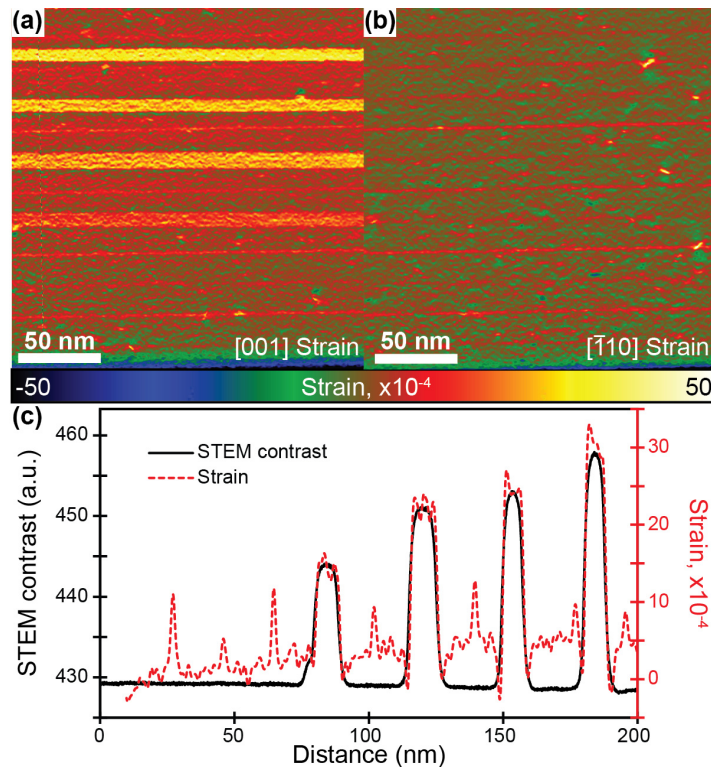 (a)
(b)
50 nm
[001] Strain
50 nm
[1̅10] Strain
-50
Strain, x10⁻⁴
50
(c)
460
450
440
430
STEM contrast (a.u.)
STEM contrast
Strain
30
20
10
0
Strain, x10⁻⁴
0
50
100
150
200
Distance (nm)